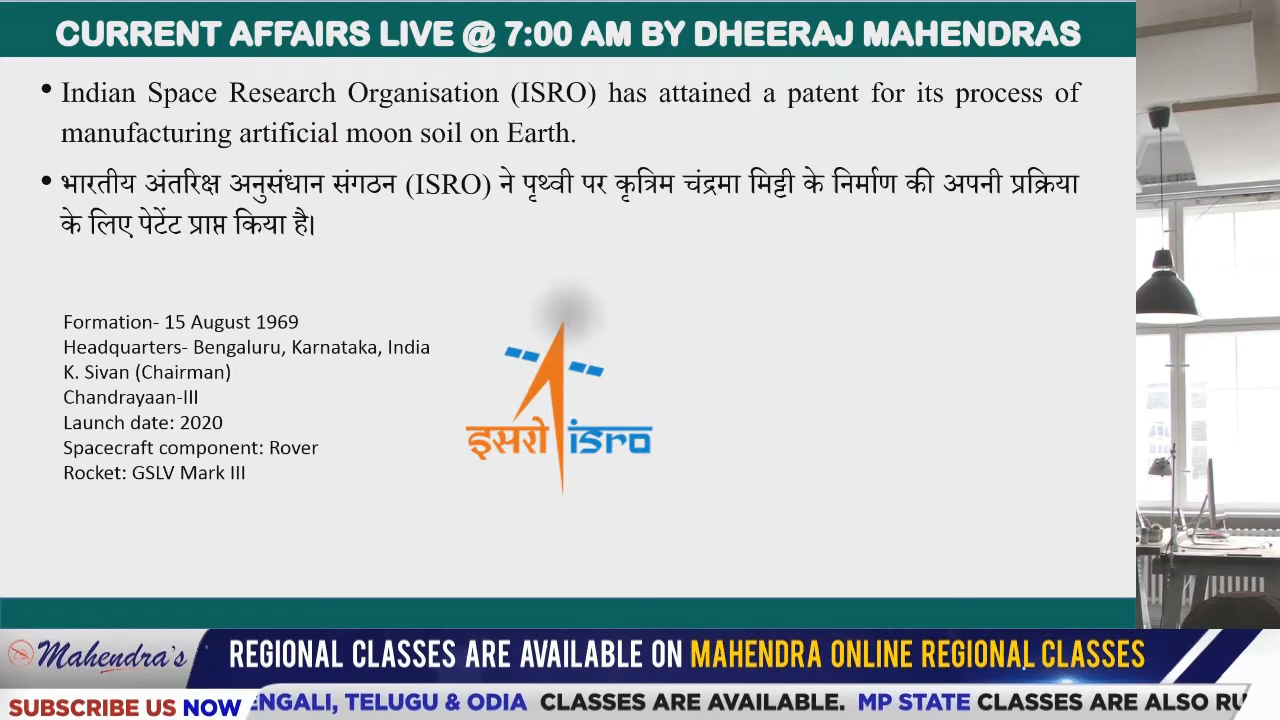 CURRENT AFFAIRS LIVE @ 7:00 AM BY DHEERAJ MAHENDRAS
• Indian Space Research Organisation (ISRO) has attained a patent for its process of
manufacturing artificial moon soil on Earth.
• भारतीय अंतरिक्ष अनुसंधान संगठन (ISRO) ने पृथ्वी पर कृत्रिम चंद्रमा मिट्टी के निर्माण की अपनी प्रक्रिया
के लिए पेटेंट प्राप्त किया है।
Formation- 15 August 1969
Headquarters- Bengaluru, Karnataka, India
K. Sivan (Chairman)
Chandrayaan-III
Launch date: 2020
Spacecraft component: Rover
Rocket: GSLV Mark III
इसरो isro
Mahendra's
REGIONAL CLASSES ARE AVAILABLE ON MAHENDRA ONLINE REGIONAL CLASSES
SUBSCRIBE US NOW
ENGALI, TELUGU & ODIA CLASSES ARE AVAILABLE. MP STATE CLASSES ARE ALSO RU